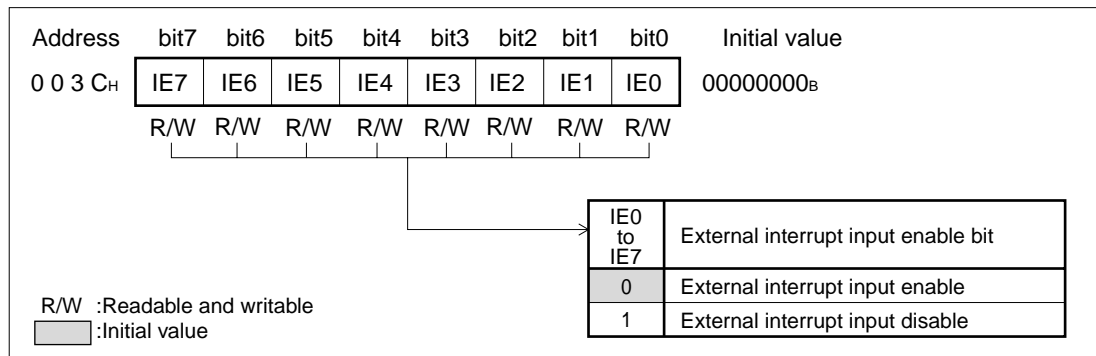 Address bit7 bit6 bit5 bit4 bit3 bit2 bit1 bit0 Initial value
0 0 3 CH IE7 IE6 IE5 IE4 IE3 IE2 IE1 IE0 00000000B
R/W R/W R/W R/W R/W R/W R/W R/W
IE0 to IE7 External interrupt input enable bit
0 External interrupt input enable
1 External interrupt input disable
R/W :Readable and writable
:Initial value